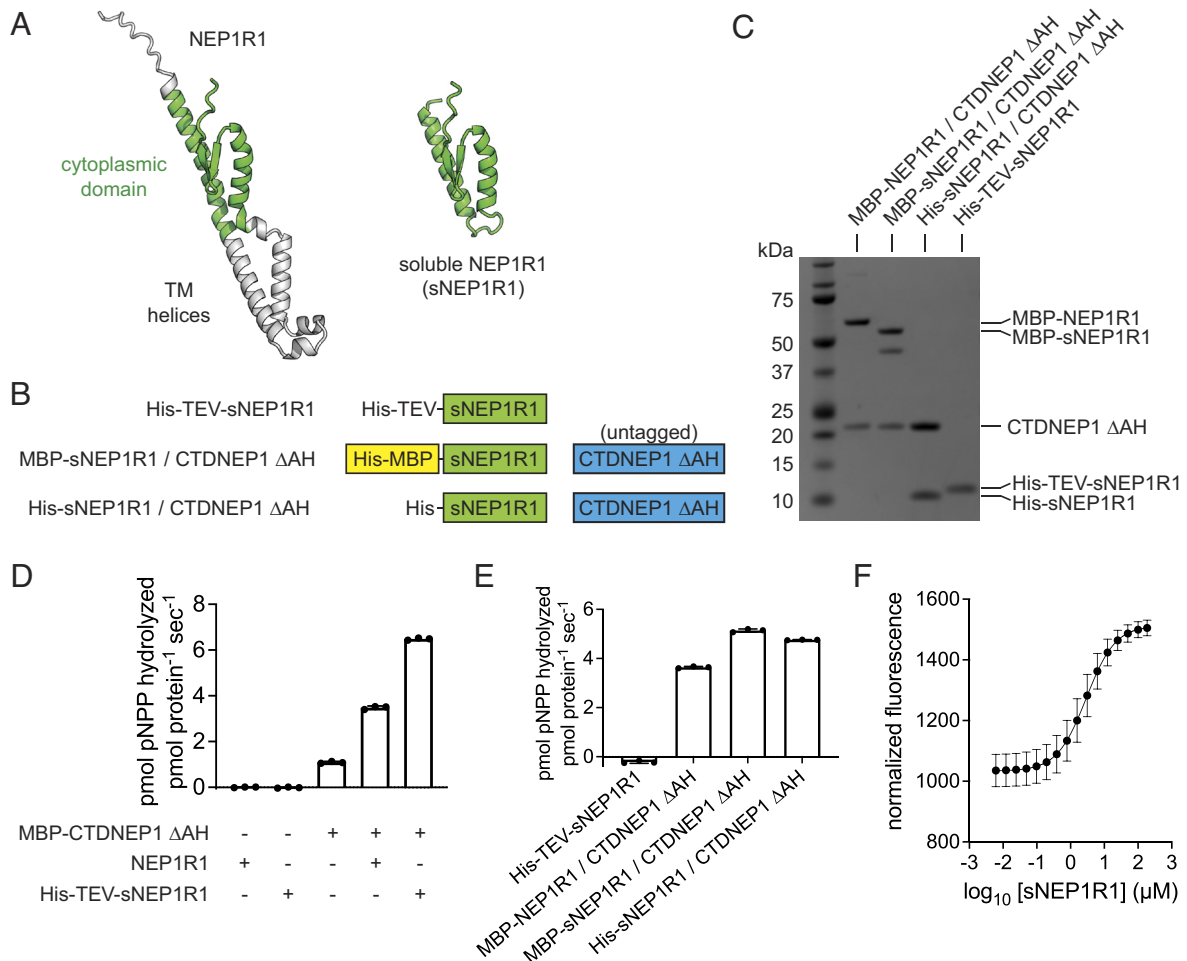 A
NEP1R1
cytoplasmic
domain
TM
helices
soluble NEP1R1
(sNEP1R1)
B
His-TEV-sNEP1R1
His-TEV-sNEP1R1
(untagged)
MBP-sNEP1R1 / CTDNEP1 ΔAH
His-MBP-sNEP1R1
CTDNEP1 ΔAH
His-sNEP1R1 / CTDNEP1 ΔAH
His-sNEP1R1
CTDNEP1 ΔAH
C
MBP-NEP1R1 / CTDNEP1 ΔAH
MBP-sNEP1R1 / CTDNEP1 ΔAH
His-sNEP1R1 / CTDNEP1 ΔAH
His-TEV-sNEP1R1
kDa
75
50
37
25
20
15
10
MBP-NEP1R1
MBP-sNEP1R1
CTDNEP1 ΔAH
His-TEV-sNEP1R1
His-sNEP1R1
D
pmol pNPP hydrolyzed
pmol protein⁻¹ sec⁻¹
8
6
4
2
0
MBP-CTDNEP1 ΔAH - - + + +
NEP1R1 + - - + -
His-TEV-sNEP1R1 - + - - +
E
pmol pNPP hydrolyzed
pmol protein⁻¹ sec⁻¹
6
4
2
0
His-TEV-sNEP1R1
MBP-NEP1R1 / CTDNEP1 ΔAH
MBP-sNEP1R1 / CTDNEP1 ΔAH
His-sNEP1R1 / CTDNEP1 ΔAH
F
normalized fluorescence
1600
1400
1200
1000
800
-3 -2 -1 0 1 2 3
log₁₀ [sNEP1R1] (μM)